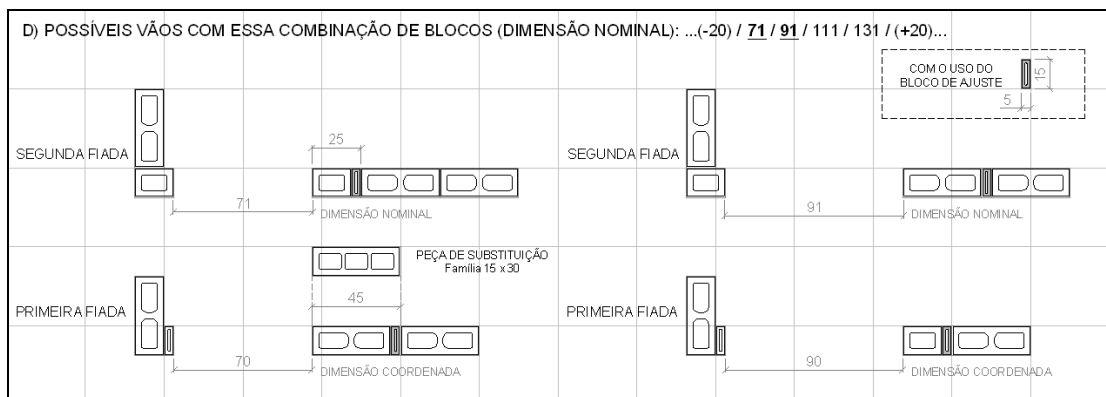 D) POSSÍVEIS VÃOS COM ESSA COMBINAÇÃO DE BLOCOS (DIMENSÃO NOMINAL): ...(-20) / 71 / 91 / 111 / 131 / (+20)...
COM O USO DO
BLOCO DE AJUSTE
15
5
SEGUNDA FIADA
25
71
DIMENSÃO NOMINAL
SEGUNDA FIADA
91
DIMENSÃO NOMINAL
PEÇA DE SUBSTITUIÇÃO
Família 15 x 30
45
PRIMEIRA FIADA
70
DIMENSÃO COORDENADA
PRIMEIRA FIADA
90
DIMENSÃO COORDENADA